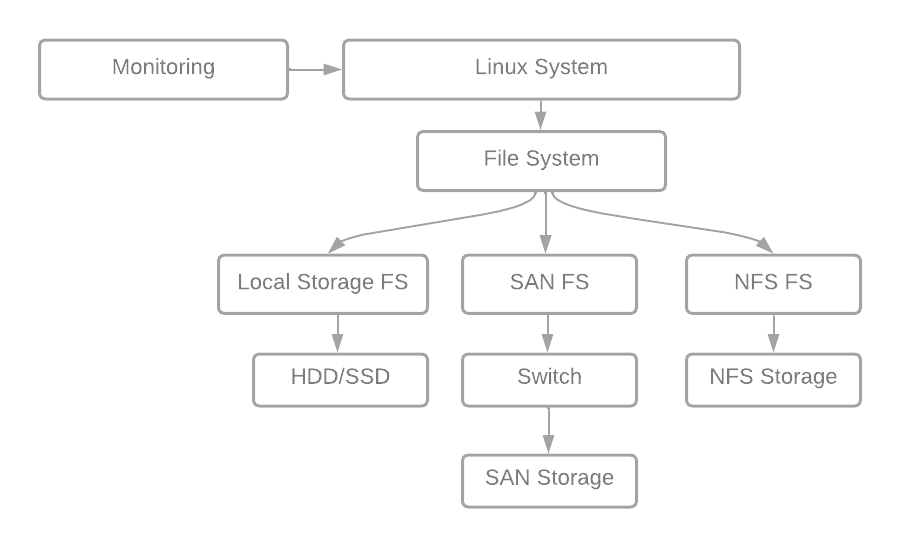 Monitoring
Linux System
File System
Local Storage FS
SAN FS
NFS FS
HDD/SSD
Switch
NFS Storage
SAN Storage